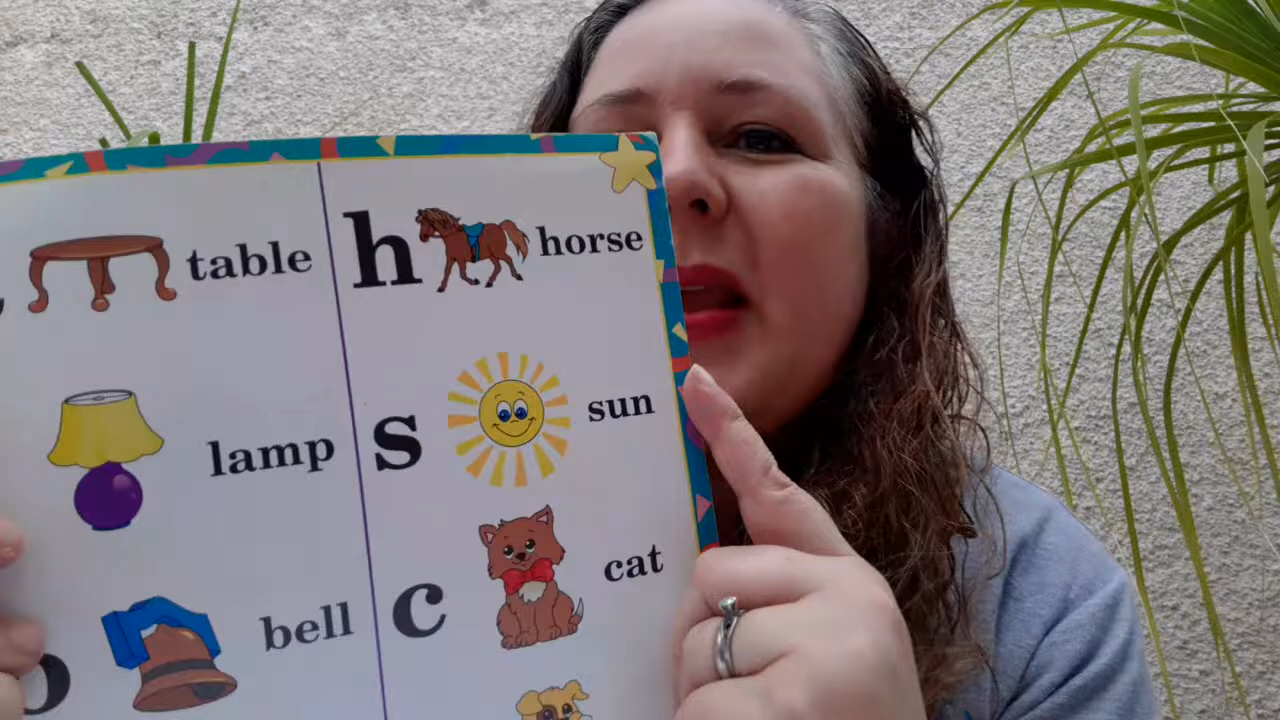 table
lamp
bell
h horse
s sun
c cat